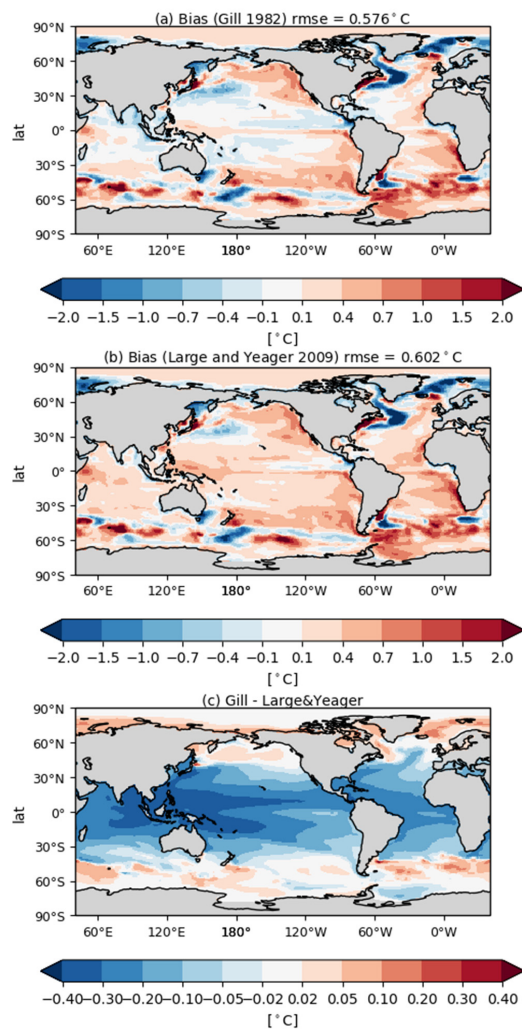 (a) Bias (Gill 1982) rmse = 0.576°C
90°N
60°N
30°N
0°
30°S
60°S
90°S
lat
60°E 120°E 180° 120°W 60°W 0°W
−2.0 −1.5 −1.0 −0.7 −0.4 −0.1 0.1 0.4 0.7 1.0 1.5 2.0
[°C]
(b) Bias (Large and Yeager 2009) rmse = 0.602°C
90°N
60°N
30°N
0°
30°S
60°S
90°S
lat
60°E 120°E 180° 120°W 60°W 0°W
−2.0 −1.5 −1.0 −0.7 −0.4 −0.1 0.1 0.4 0.7 1.0 1.5 2.0
[°C]
(c) Gill - Large&Yeager
90°N
60°N
30°N
0°
30°S
60°S
90°S
lat
60°E 120°E 180° 120°W 60°W 0°W
−0.40 −0.30 −0.20 −0.10 −0.05 −0.02 0.02 0.05 0.10 0.20 0.30 0.40
[°C]